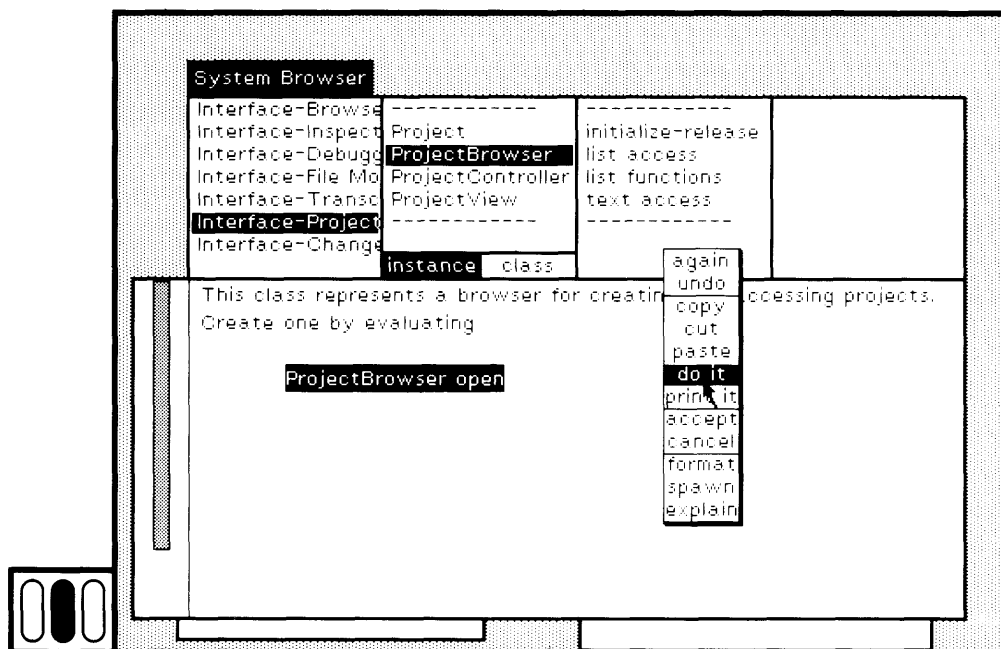 System Browser
Interface-Browse
Interface-Inspect
Interface-Debugg
Interface-File Mo
Interface-Transc
Interface-Project
Interface-Change
------------
Project
ProjectBrowser
ProjectController
ProjectView
------------
instance class
------------
initialize-release
list access
list functions
text access
------------
This class represents a browser for creatin ccessing projects.
Create one by evaluating
ProjectBrowser open
again
undo
copy
cut
paste
do it
print it
accept
cancel
format
spawn
explain